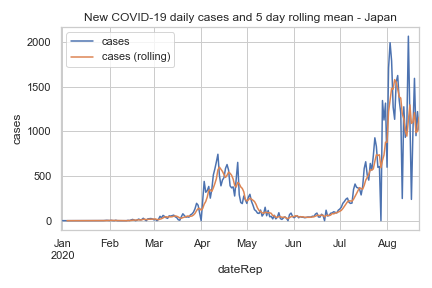 New COVID-19 daily cases and 5 day rolling mean - Japan
cases
cases (rolling)
2000
1500
1000
500
0
cases
Jan Feb Mar Apr May Jun Jul Aug
2020
dateRep